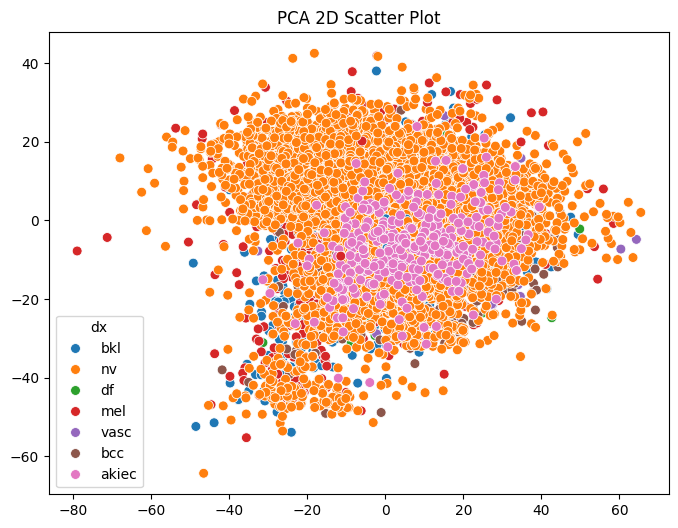 PCA 2D Scatter Plot
40
20
0
−20
−40
−60
dx
bkl
nv
df
mel
vasc
bcc
akiec
−80 −60 −40 −20 0 20 40 60